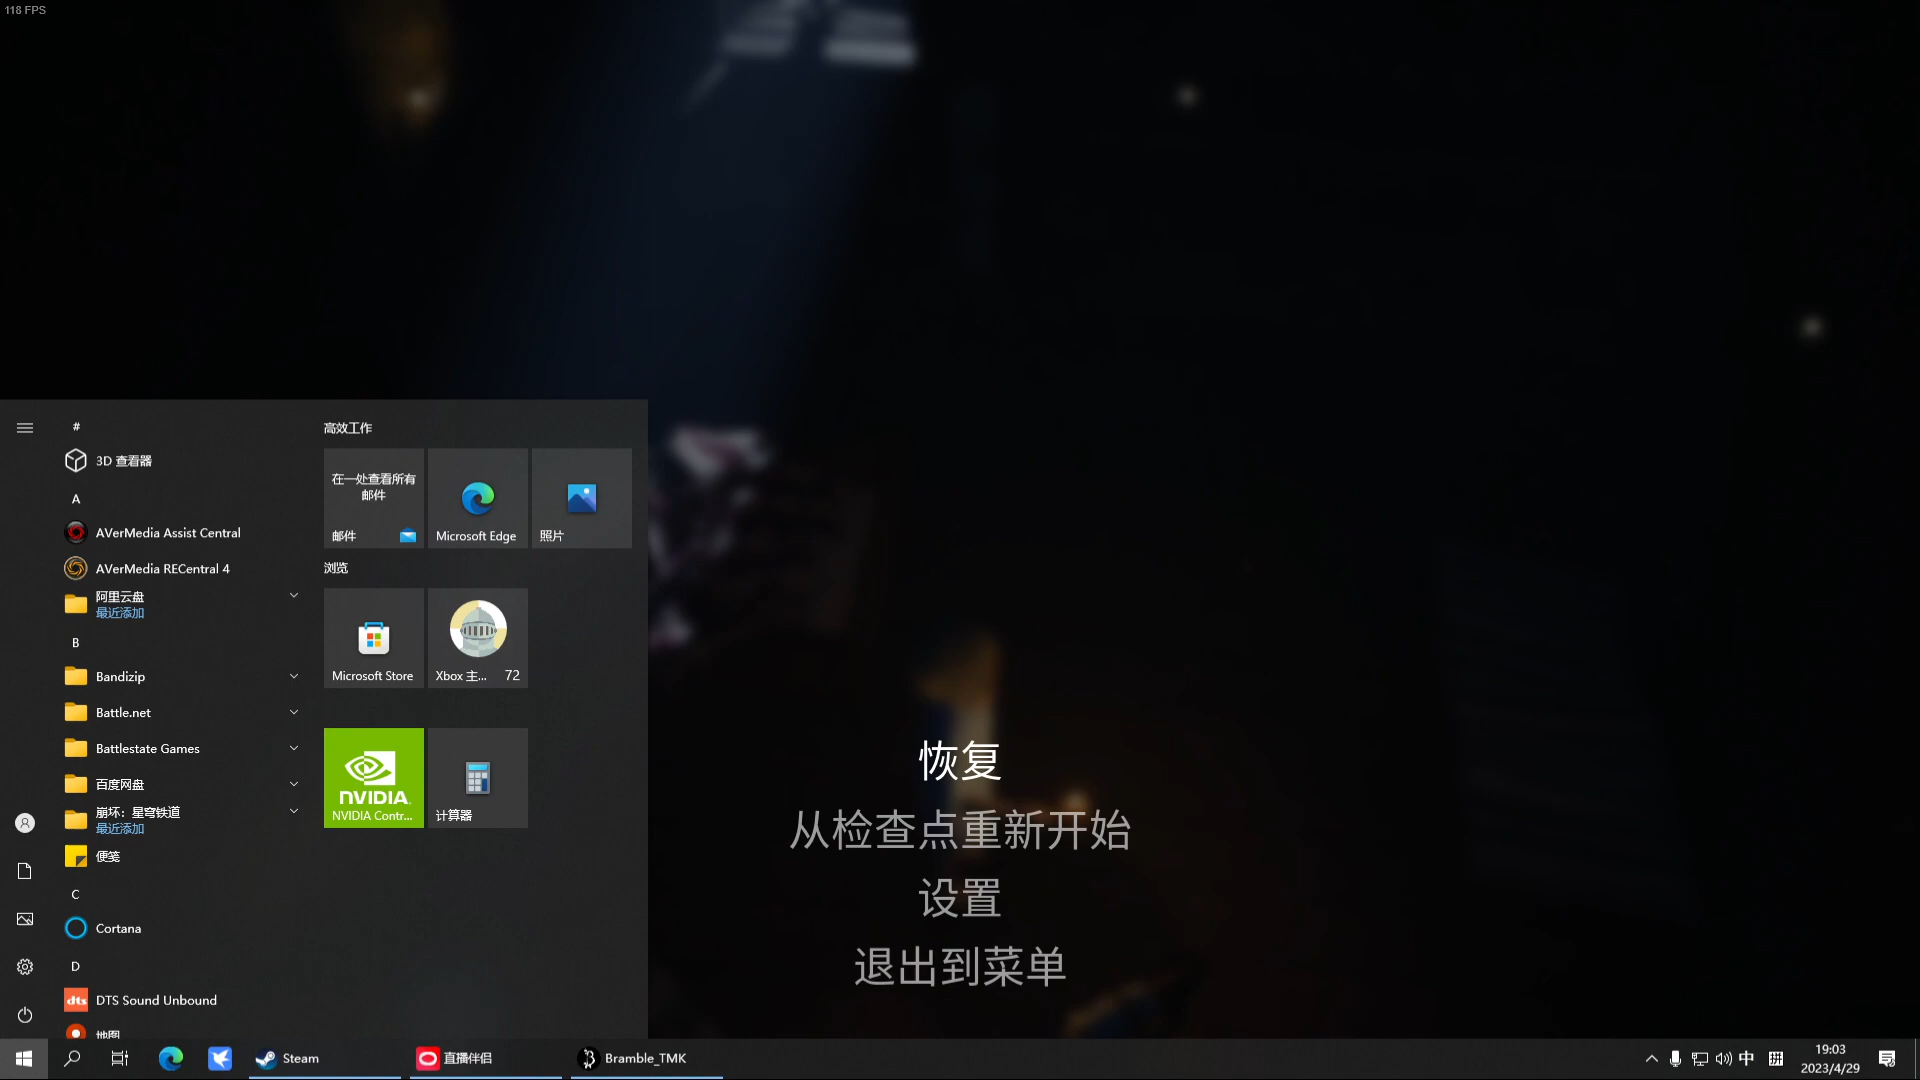 118 FPS
#
3D 查看器
A
AVerMedia Assist Central
AVerMedia RECentral 4
阿里云盘
最近添加
B
Bandizip
Battle.net
Battlestate Games
百度网盘
崩坏：星穹铁道
最近添加
便笺
C
Cortana
D
dts
DTS Sound Unbound
地图
高效工作
在一处查看所有
邮件
邮件
Microsoft Edge
照片
浏览
Microsoft Store
Xbox 主...
72
NVIDIA
NVIDIA Contr...
计算器
恢复
从检查点重新开始
设置
退出到菜单
Steam
直播伴侣
Bramble_TMK
中
拼
19:03
2023/4/29